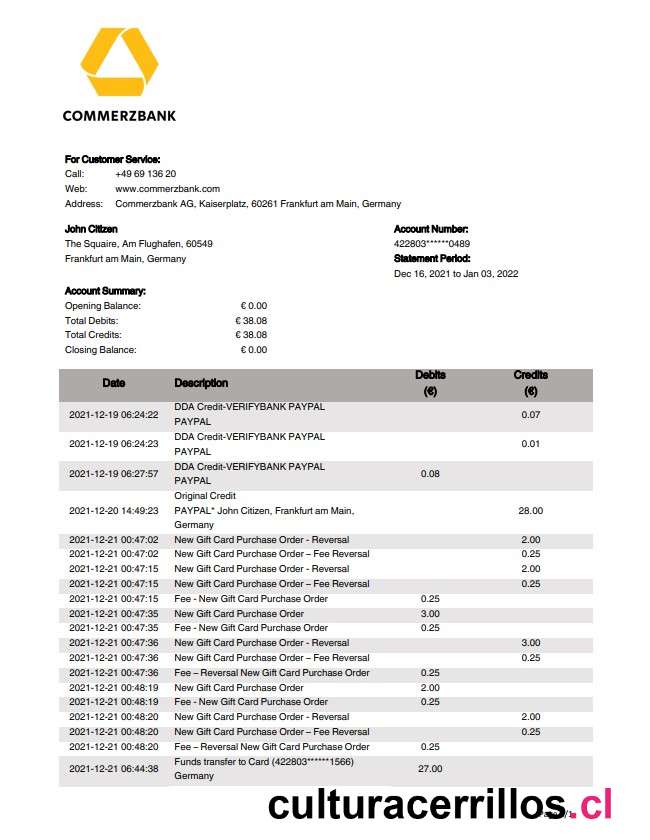 COMMERZBANK
For Customer Service:
Call: +49 69 136 20
Web: www.commerzbank.com
Address: Commerzbank AG, Kaiserplatz, 60261 Frankfurt am Main, Germany
John Citizen Account Number:
The Squaire, Am Flughafen, 60549 422803******0489
Frankfurt am Main, Germany Statement Period:
Dec 16, 2021 to Jan 03, 2022
Account Summary:
Opening Balance: € 0.00
Total Debits: € 38.08
Total Credits: € 38.08
Closing Balance: € 0.00
Date Description Debits (€) Credits (€)
2021-12-19 06:24:22 DDA Credit-VERIFYBANK PAYPAL 0.07
PAYPAL
2021-12-19 06:24:23 DDA Credit-VERIFYBANK PAYPAL 0.01
PAYPAL
2021-12-19 06:27:57 DDA Credit-VERIFYBANK PAYPAL 0.08
PAYPAL
Original Credit
2021-12-20 14:49:23 PAYPAL* John Citizen, Frankfurt am Main, 28.00
Germany
2021-12-21 00:47:02 New Gift Card Purchase Order - Reversal 2.00
2021-12-21 00:47:02 New Gift Card Purchase Order – Fee Reversal 0.25
2021-12-21 00:47:15 New Gift Card Purchase Order - Reversal 2.00
2021-12-21 00:47:15 New Gift Card Purchase Order – Fee Reversal 0.25
2021-12-21 00:47:15 Fee - New Gift Card Purchase Order 0.25
2021-12-21 00:47:35 New Gift Card Purchase Order 3.00
2021-12-21 00:47:35 Fee - New Gift Card Purchase Order 0.25
2021-12-21 00:47:36 New Gift Card Purchase Order - Reversal 3.00
2021-12-21 00:47:36 New Gift Card Purchase Order – Fee Reversal 0.25
2021-12-21 00:47:36 Fee – Reversal New Gift Card Purchase Order 0.25
2021-12-21 00:48:19 New Gift Card Purchase Order 2.00
2021-12-21 00:48:19 Fee - New Gift Card Purchase Order 0.25
2021-12-21 00:48:20 New Gift Card Purchase Order - Reversal 2.00
2021-12-21 00:48:20 New Gift Card Purchase Order – Fee Reversal 0.25
2021-12-21 00:48:20 Fee – Reversal New Gift Card Purchase Order 0.25
2021-12-21 06:44:38 Funds transfer to Card (422803******1566) 27.00
Germany
culturacerrillos.cl